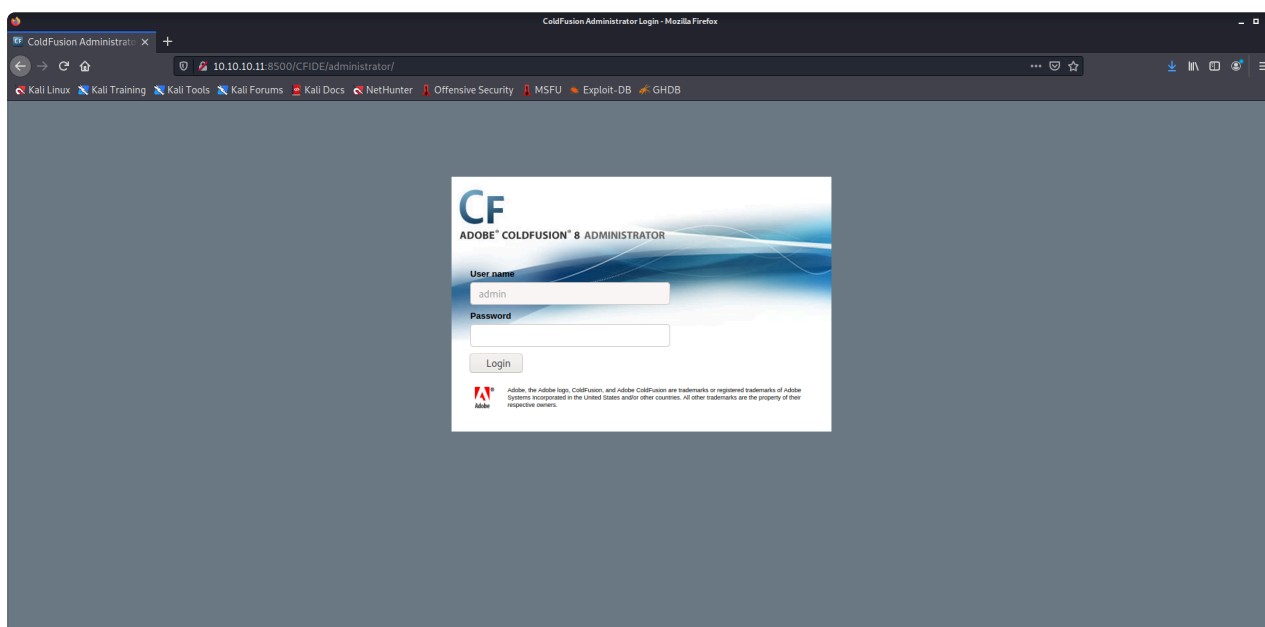 ColdFusion Administrator Login - Mozilla Firefox
ColdFusion Administrato
10.10.10.11:8500/CFIDE/administrator/
Kali Linux Kali Training Kali Tools Kali Forums Kali Docs NetHunter Offensive Security MSFU Exploit-DB GHDB
CF
ADOBE® COLDFUSION® 8 ADMINISTRATOR
User name
admin
Password
Login
Adobe, the Adobe logo, ColdFusion, and Adobe ColdFusion are trademarks or registered trademarks of Adobe
Systems Incorporated in the United States and/or other countries. All other trademarks are the property of their
respective owners.
Adobe